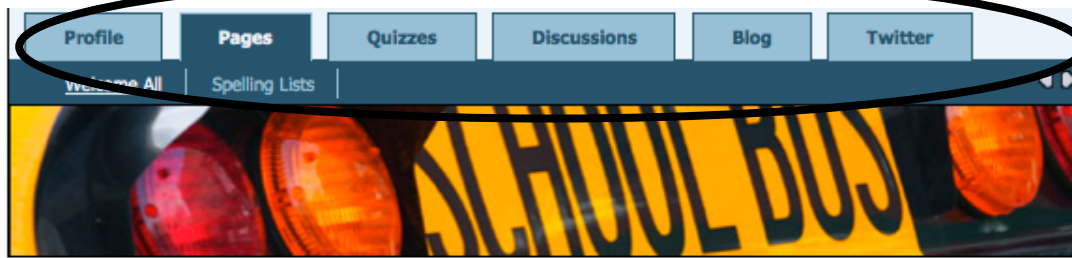 Profile Pages Quizzes Discussions Blog Twitter
Welcome All Spelling Lists
SCHOOL BUS